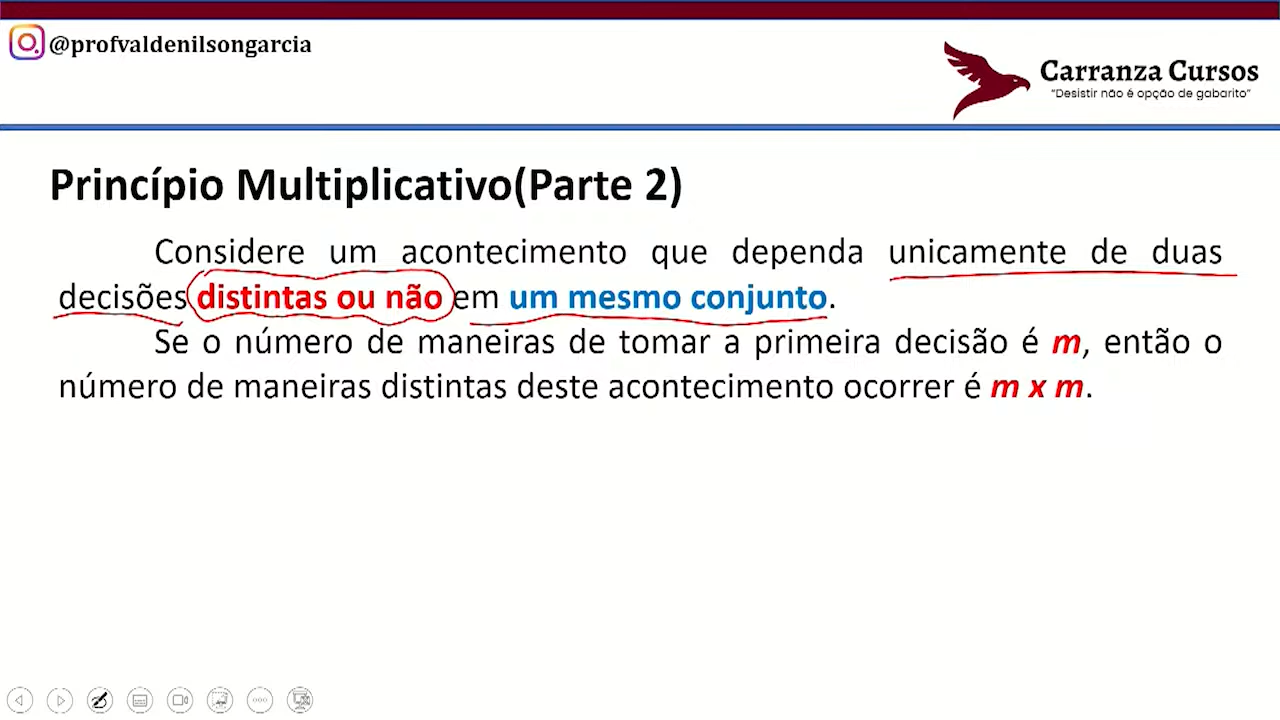 @profvaldenilsongarcia
Carranza Cursos
"Desistir não é opção de gabarito"
Princípio Multiplicativo(Parte 2)
Considere um acontecimento que dependa unicamente de duas
decisões distintas ou não em um mesmo conjunto.
Se o número de maneiras de tomar a primeira decisão é m, então o
número de maneiras distintas deste acontecimento ocorrer é m x m.